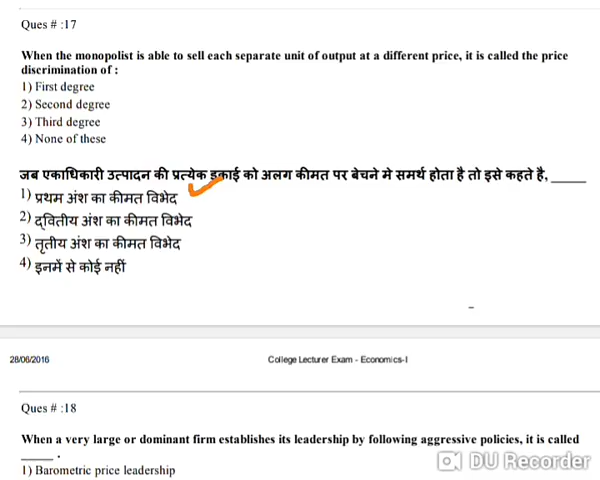 Ques # :17
When the monopolist is able to sell each separate unit of output at a different price, it is called the price
discrimination of :
1) First degree
2) Second degree
3) Third degree
4) None of these
जब एकाधिकारी उत्पादन की प्रत्येक इकाई को अलग कीमत पर बेचने मे समर्थ होता है तो इसे कहते है, _____
1) प्रथम अंश का कीमत विभेद
2) द्वितीय अंश का कीमत विभेद
3) तृतीय अंश का कीमत विभेद
4) इनमें से कोई नहीं
28/06/2016 College Lecturer Exam - Economics-I
Ques # :18
When a very large or dominant firm establishes its leadership by following aggressive policies, it is called
_____ .
1) Barometric price leadership
DU Recorder